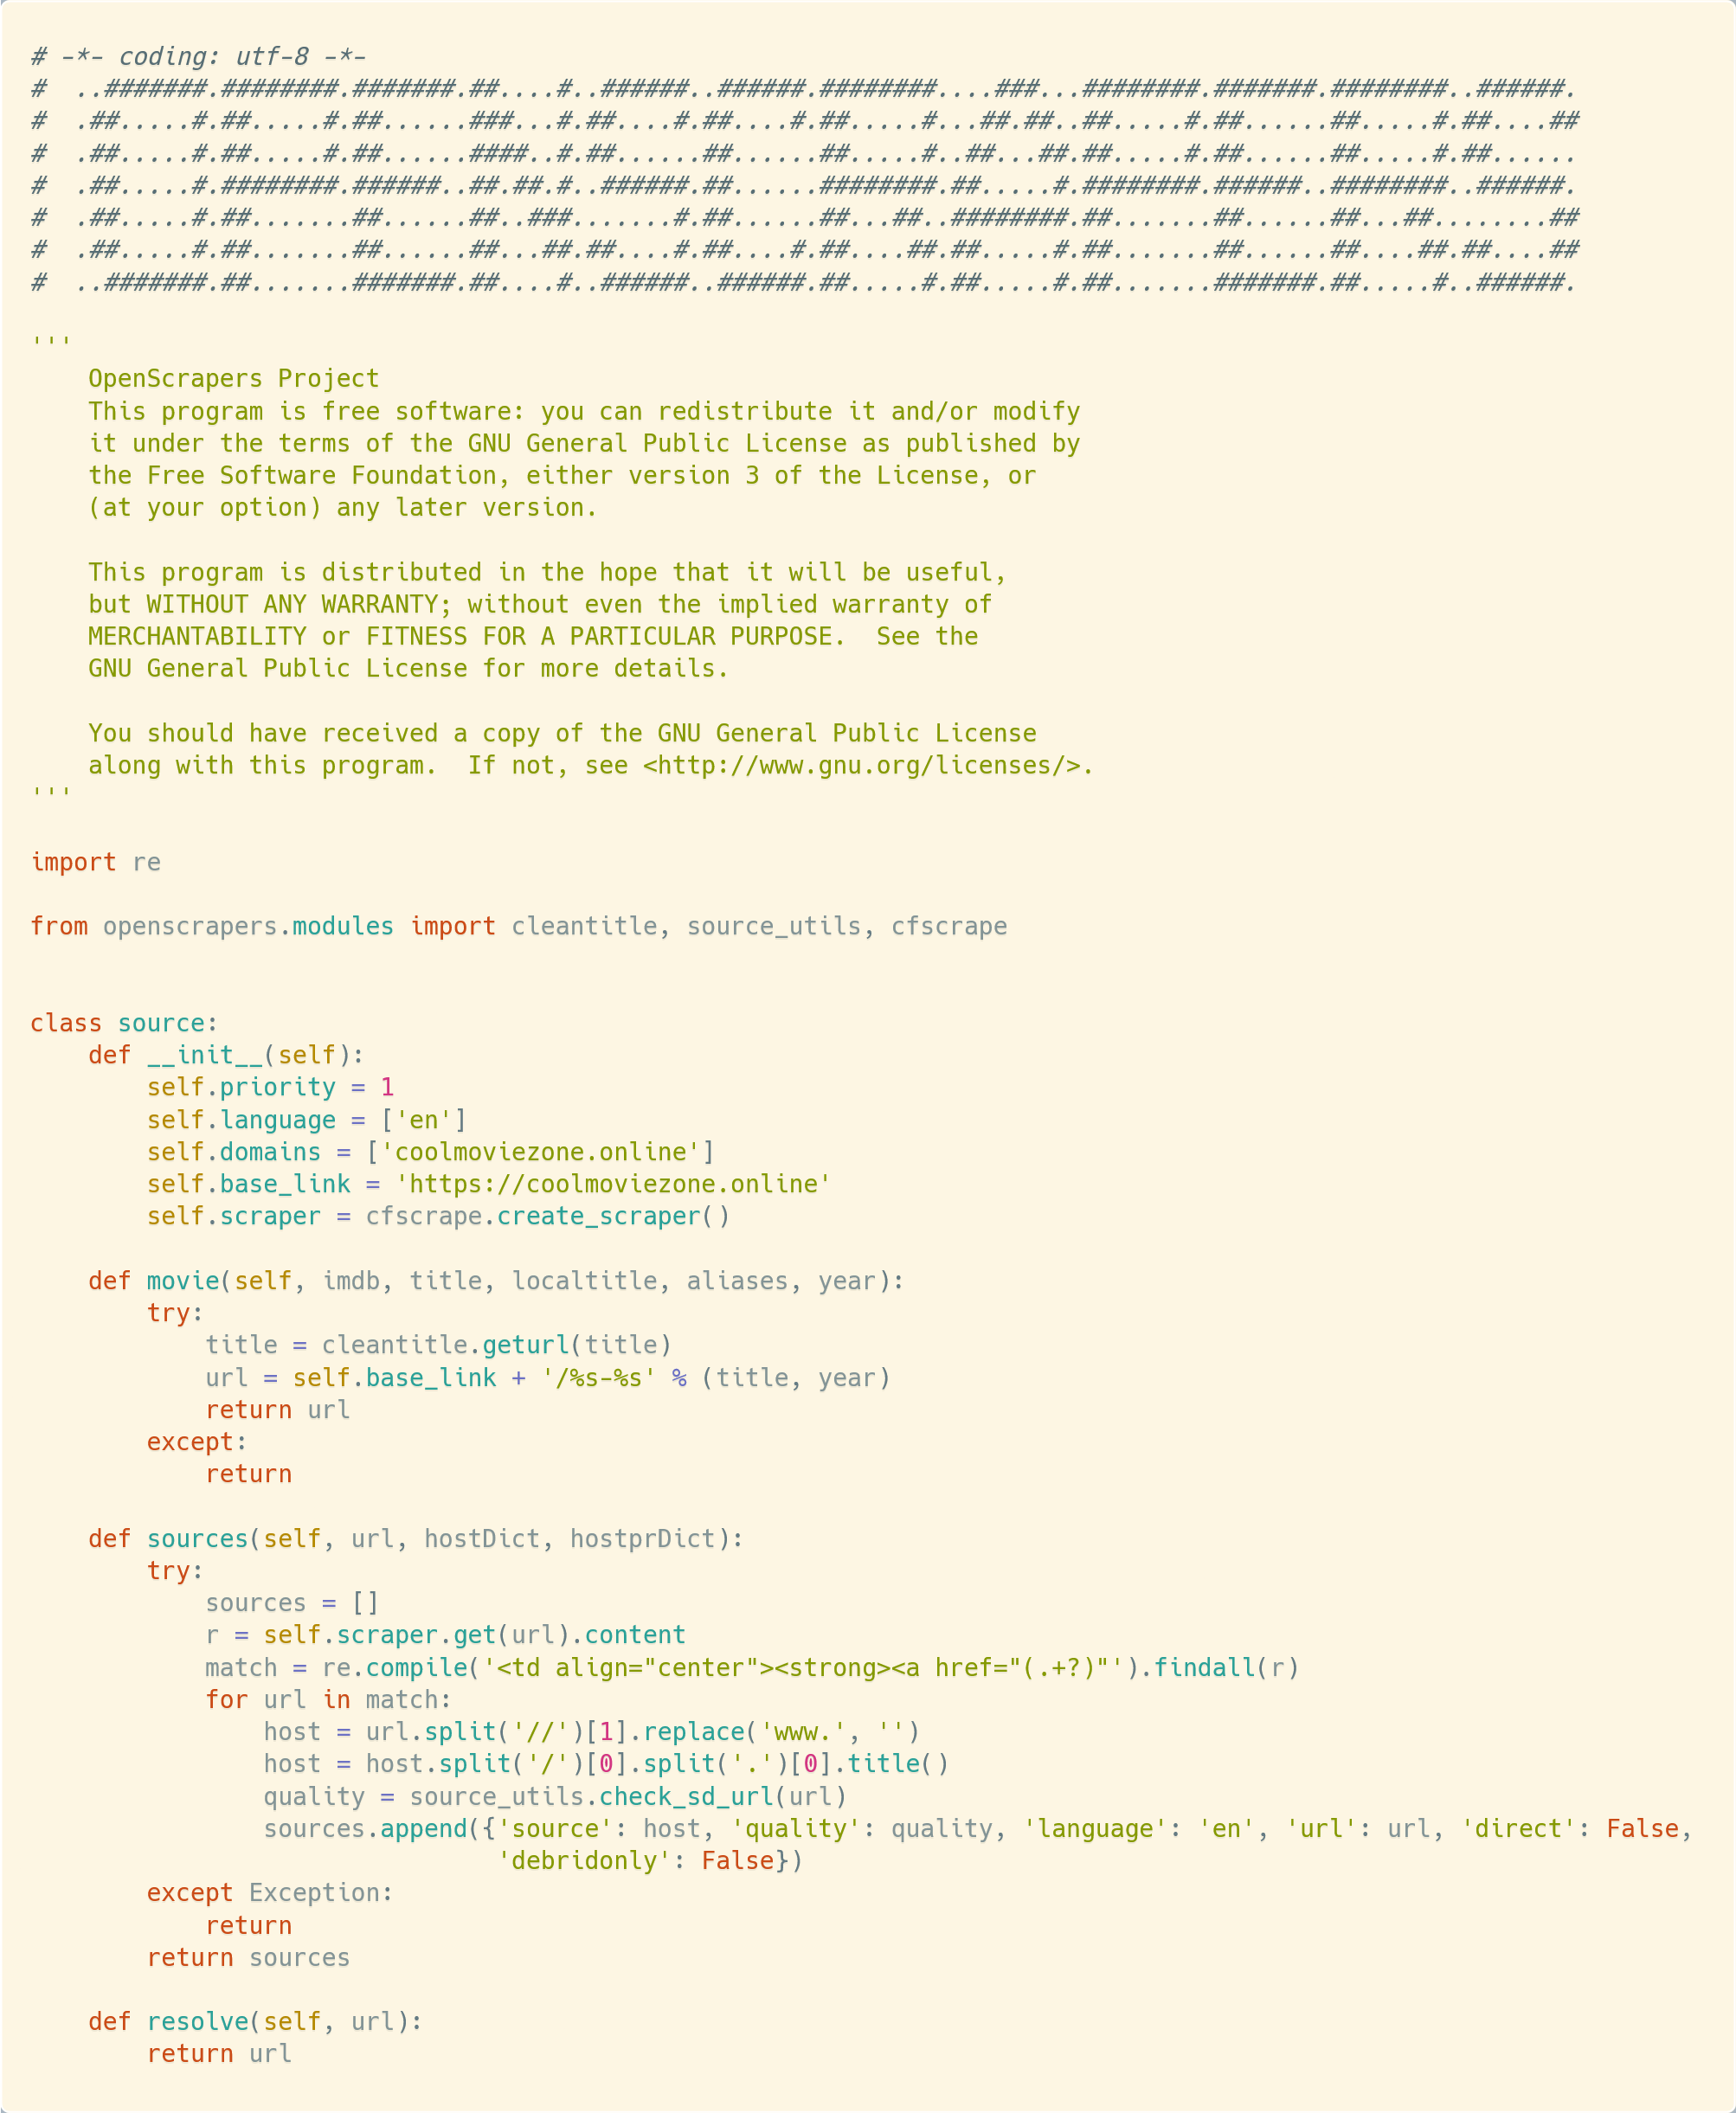 # -*- coding: utf-8 -*-
#  ..#######.########.#######.##....#..######..######.########....###...########.#######.########..######.
#  .##.....#.##.....#.##......###...#.##....#.##....#.##.....#...##.##..##.....#.##......##.....#.##....##
#  .##.....#.##.....#.##......####..#.##......##......##.....#..##...##.##.....#.##......##.....#.##......
#  .##.....#.########.######..##.##.#..######.##......########.##.....#.########.######..########..######.
#  .##.....#.##.......##......##..###.......#.##......##...##..########.##.......##......##...##........##
#  .##.....#.##.......##......##...##.##....#.##....#.##....##.##.....#.##.......##......##....##.##....##
#  ..#######.##.......#######.##....#..######..######.##.....#.##.....#.##.......#######.##.....#..######.

'''
    OpenScrapers Project
    This program is free software: you can redistribute it and/or modify
    it under the terms of the GNU General Public License as published by
    the Free Software Foundation, either version 3 of the License, or
    (at your option) any later version.

    This program is distributed in the hope that it will be useful,
    but WITHOUT ANY WARRANTY; without even the implied warranty of
    MERCHANTABILITY or FITNESS FOR A PARTICULAR PURPOSE.  See the
    GNU General Public License for more details.

    You should have received a copy of the GNU General Public License
    along with this program.  If not, see <http://www.gnu.org/licenses/>.
'''

import re

from openscrapers.modules import cleantitle, source_utils, cfscrape


class source:
    def __init__(self):
        self.priority = 1
        self.language = ['en']
        self.domains = ['coolmoviezone.online']
        self.base_link = 'https://coolmoviezone.online'
        self.scraper = cfscrape.create_scraper()

    def movie(self, imdb, title, localtitle, aliases, year):
        try:
            title = cleantitle.geturl(title)
            url = self.base_link + '/%s-%s' % (title, year)
            return url
        except:
            return

    def sources(self, url, hostDict, hostprDict):
        try:
            sources = []
            r = self.scraper.get(url).content
            match = re.compile('<td align="center"><strong><a href="(.+?)"').findall(r)
            for url in match:
                host = url.split('//')[1].replace('www.', '')
                host = host.split('/')[0].split('.')[0].title()
                quality = source_utils.check_sd_url(url)
                sources.append({'source': host, 'quality': quality, 'language': 'en', 'url': url, 'direct': False,
                                'debridonly': False})
        except Exception:
            return
        return sources

    def resolve(self, url):
        return url